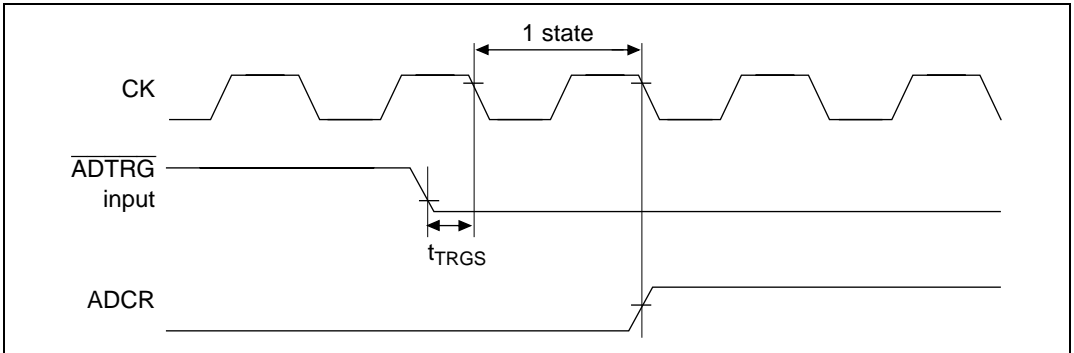 1 state
CK
ADTRG
input
tTRGS
ADCR